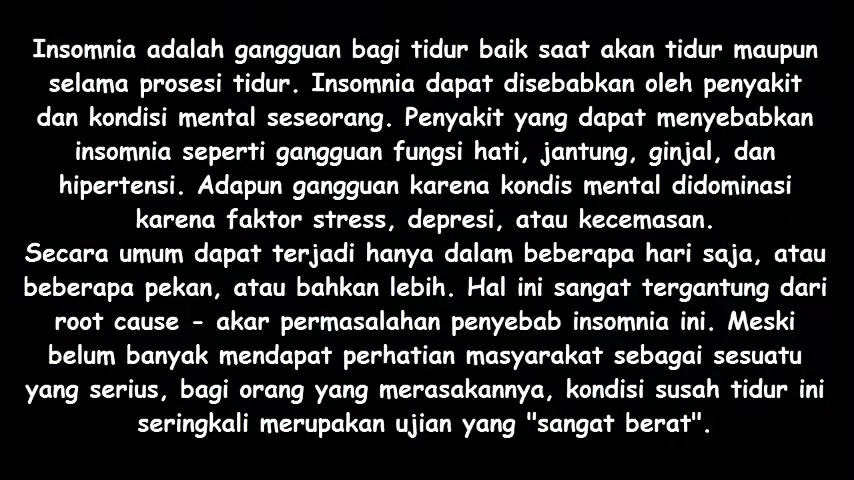 Insomnia adalah gangguan bagi tidur baik saat akan tidur maupun
selama prosesi tidur. Insomnia dapat disebabkan oleh penyakit
dan kondisi mental seseorang. Penyakit yang dapat menyebabkan
insomnia seperti gangguan fungsi hati, jantung, ginjal, dan
hipertensi. Adapun gangguan karena kondis mental didominasi
karena faktor stress, depresi, atau kecemasan.
Secara umum dapat terjadi hanya dalam beberapa hari saja, atau
beberapa pekan, atau bahkan lebih. Hal ini sangat tergantung dari
root cause - akar permasalahan penyebab insomnia ini. Meski
belum banyak mendapat perhatian masyarakat sebagai sesuatu
yang serius, bagi orang yang merasakannya, kondisi susah tidur ini
seringkali merupakan ujian yang "sangat berat".